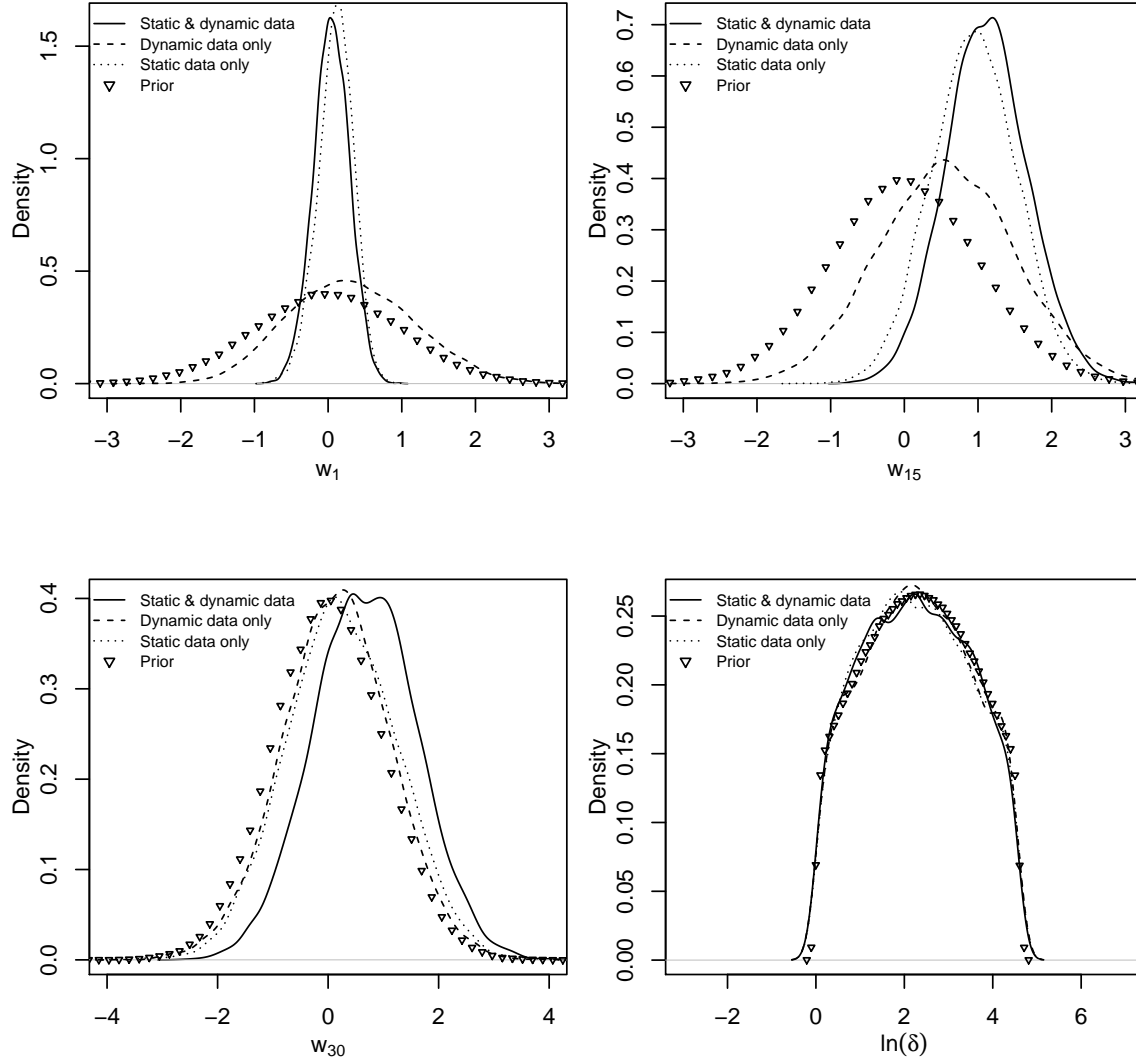 Static & dynamic data
Dynamic data only
Static data only
Prior
Density
0.0 0.5 1.0 1.5
−3 −2 −1 0 1 2 3
w₁
Static & dynamic data
Dynamic data only
Static data only
Prior
Density
0.0 0.1 0.2 0.3 0.4 0.5 0.6 0.7
−3 −2 −1 0 1 2 3
w₁₅
Static & dynamic data
Dynamic data only
Static data only
Prior
Density
0.0 0.1 0.2 0.3 0.4
−4 −2 0 2 4
w₃₀
Static & dynamic data
Dynamic data only
Static data only
Prior
Density
0.00 0.05 0.10 0.15 0.20 0.25
−2 0 2 4 6
ln(δ)